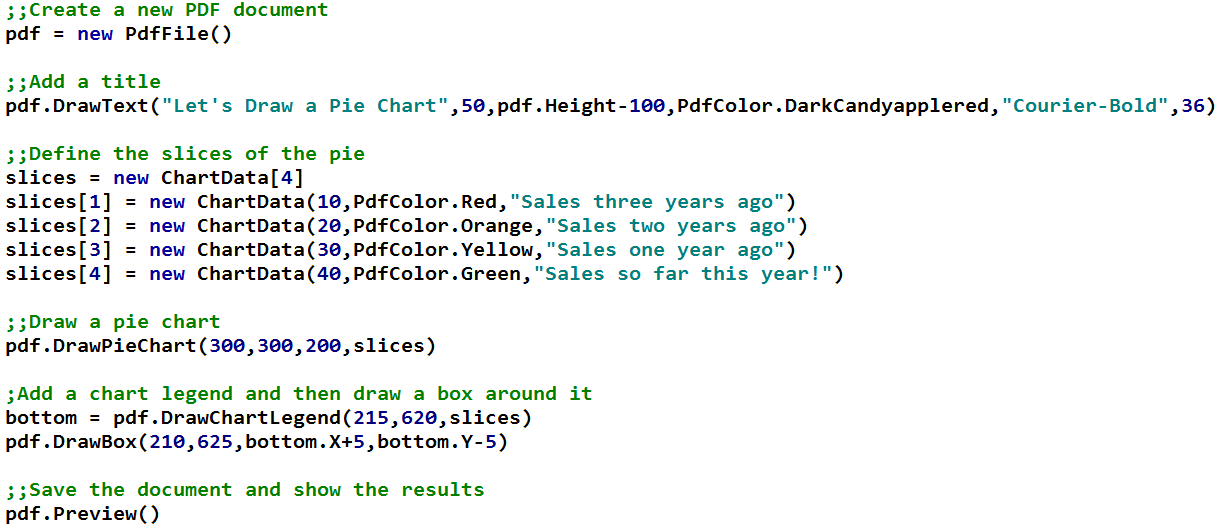 ;;Create a new PDF document
pdf = new PdfFile()

;;Add a title
pdf.DrawText("Let's Draw a Pie Chart",50,pdf.Height-100,PdfColor.DarkCandyapplered,"Courier-Bold",36)

;;Define the slices of the pie
slices = new ChartData[4]
slices[1] = new ChartData(10,PdfColor.Red,"Sales three years ago")
slices[2] = new ChartData(20,PdfColor.Orange,"Sales two years ago")
slices[3] = new ChartData(30,PdfColor.Yellow,"Sales one year ago")
slices[4] = new ChartData(40,PdfColor.Green,"Sales so far this year!")

;;Draw a pie chart
pdf.DrawPieChart(300,300,200,slices)

;Add a chart legend and then draw a box around it
bottom = pdf.DrawChartLegend(215,620,slices)
pdf.DrawBox(210,625,bottom.X+5,bottom.Y-5)

;;Save the document and show the results
pdf.Preview()